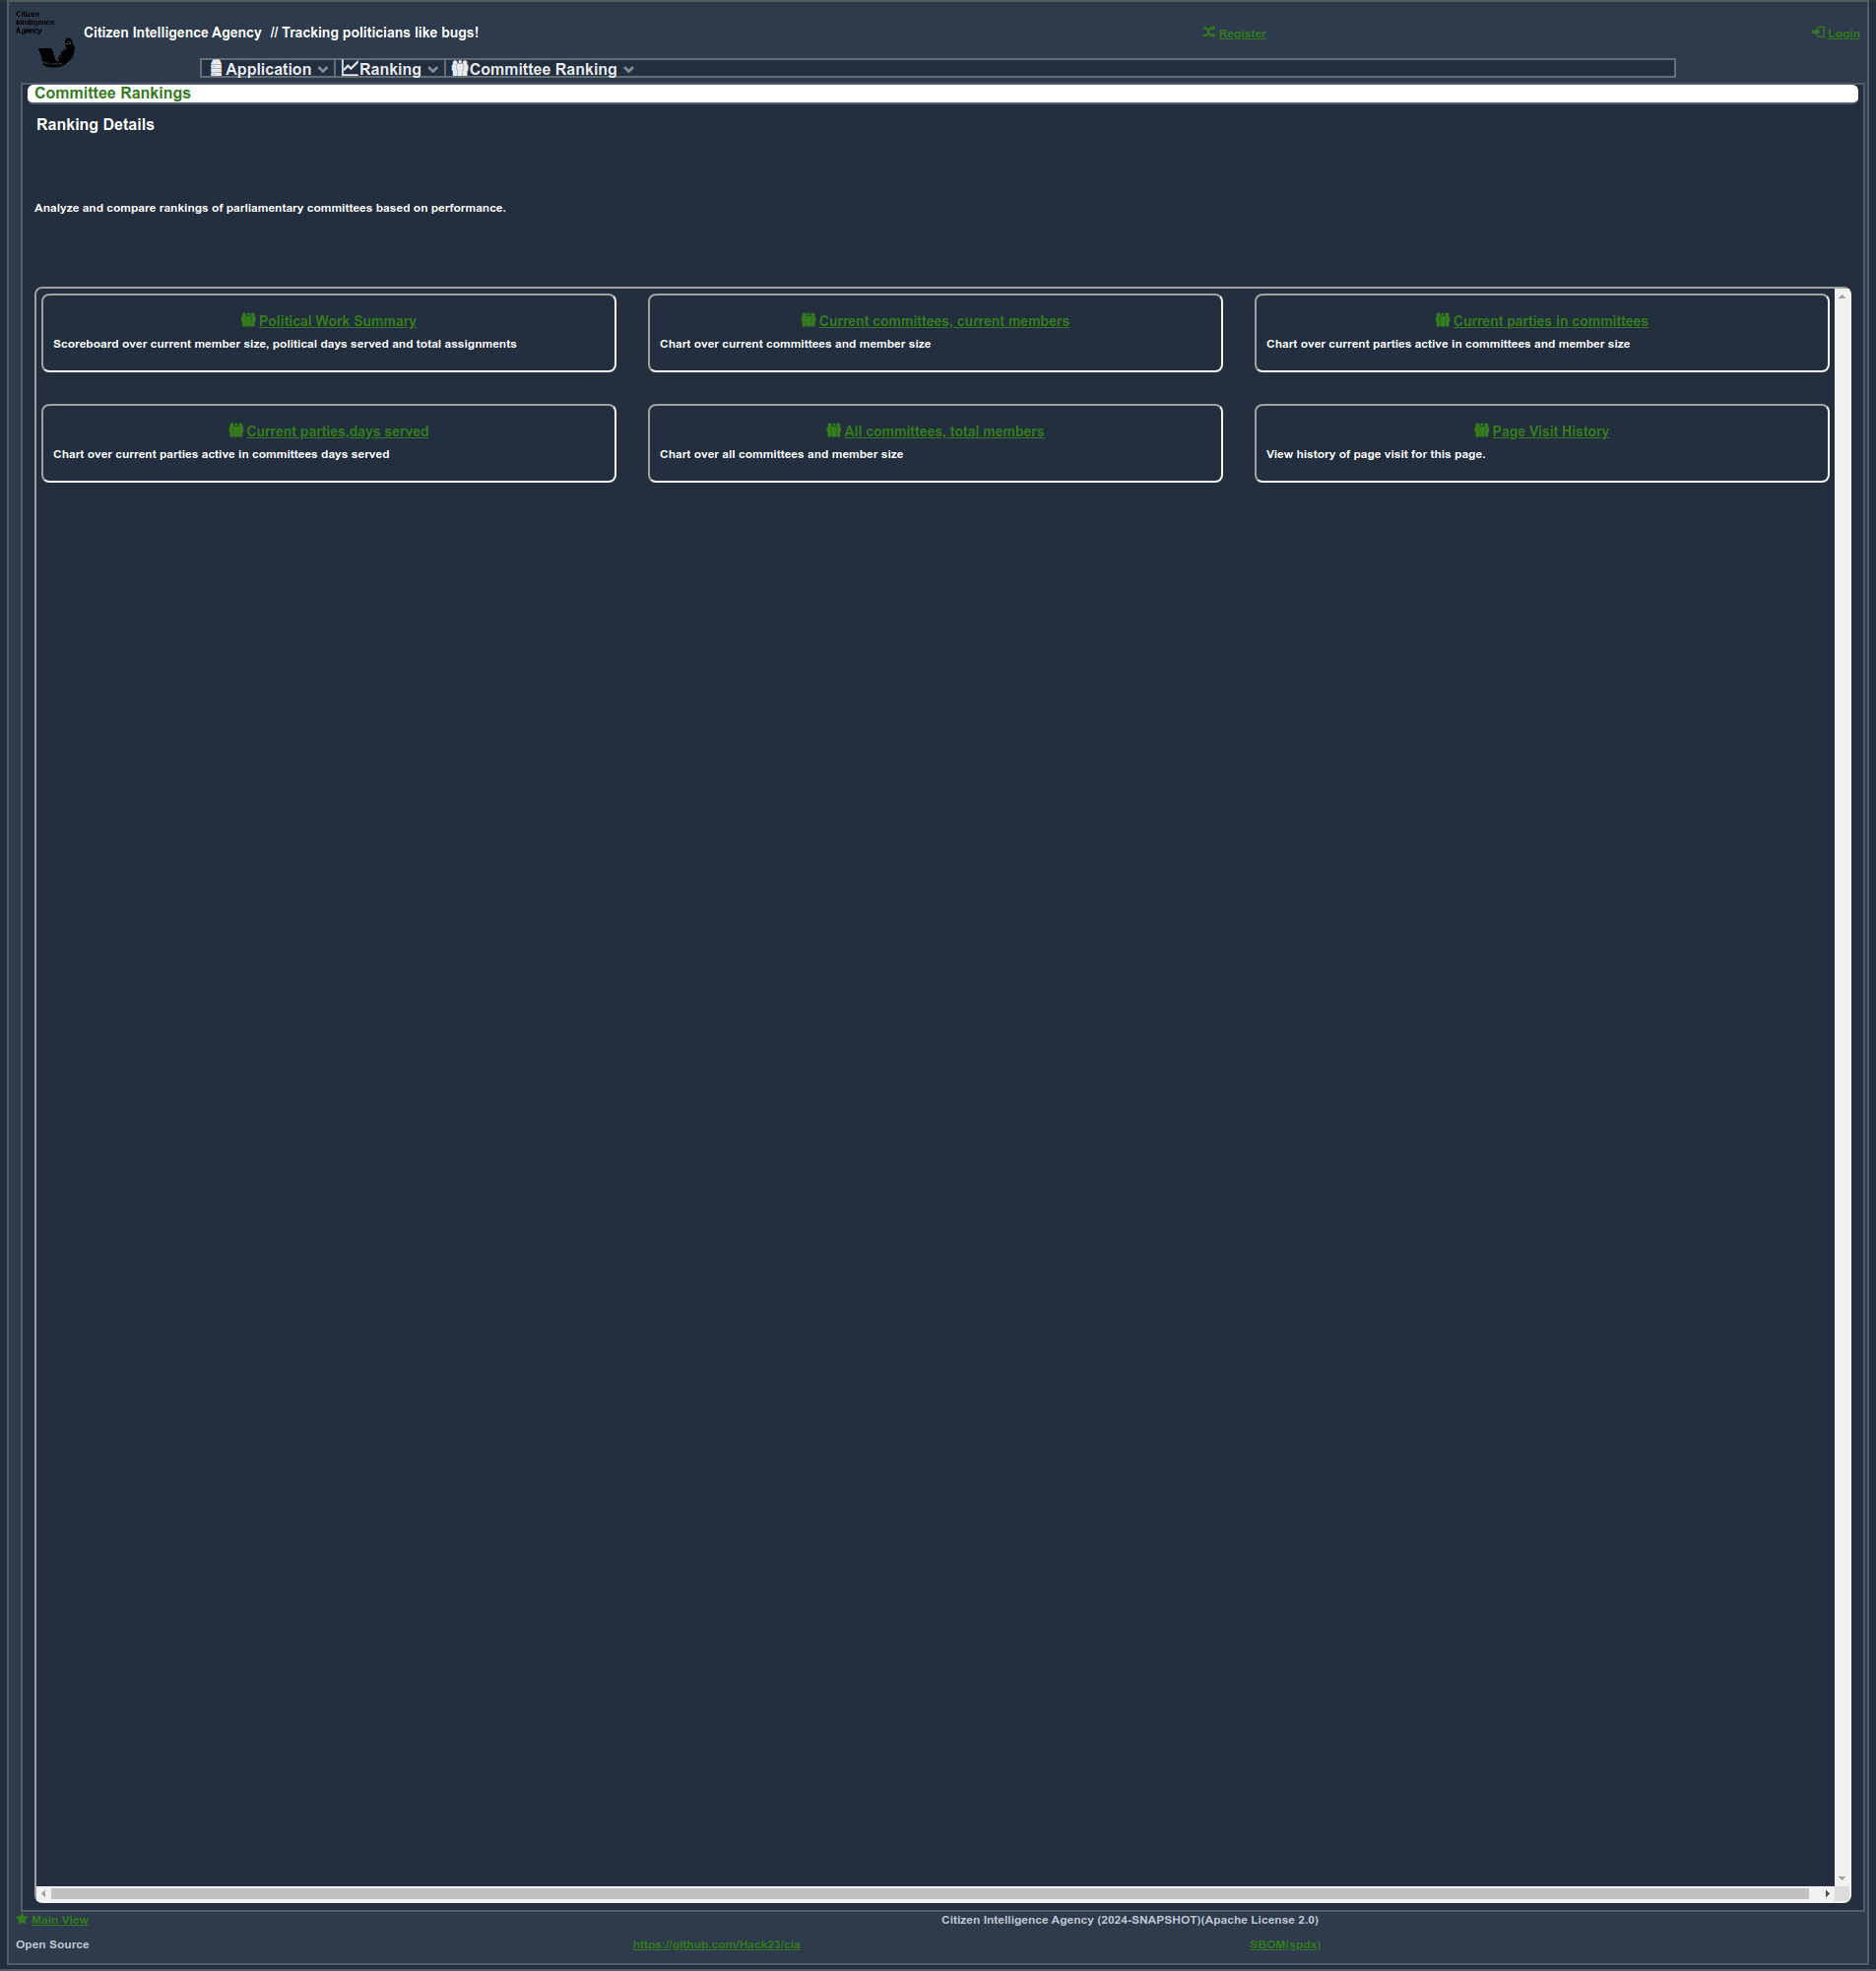 Citizen
Intelligence
Agency
Citizen Intelligence Agency // Tracking politicians like bugs!
Register
Login
Application
Ranking
Committee Ranking
Committee Rankings
Ranking Details
Analyze and compare rankings of parliamentary committees based on performance.
Political Work Summary
Scoreboard over current member size, political days served and total assignments
Current committees, current members
Chart over current committees and member size
Current parties in committees
Chart over current parties active in committees and member size
Current parties,days served
Chart over current parties active in committees days served
All committees, total members
Chart over all committees and member size
Page Visit History
View history of page visit for this page.
Main View
Citizen Intelligence Agency (2024-SNAPSHOT)(Apache License 2.0)
Open Source
https://github.com/Hack23/cia
SBOM(spdx)